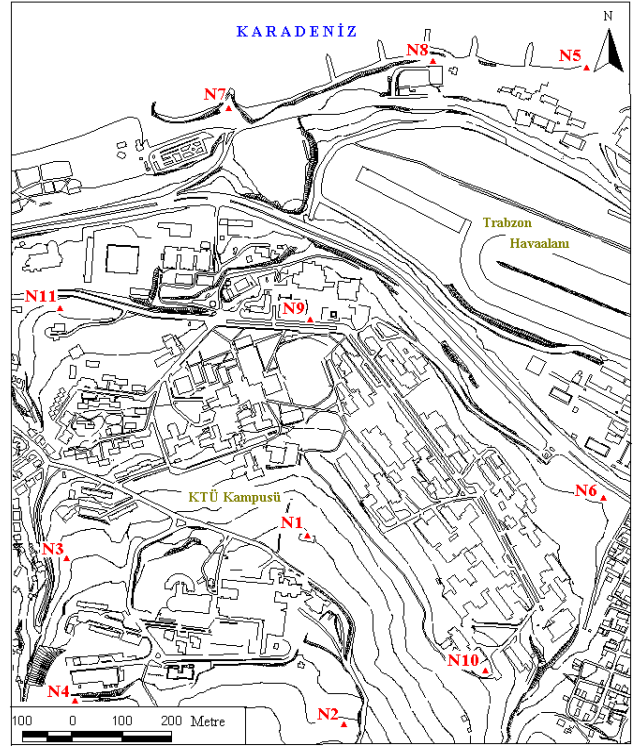 KARADENİZ
N
N8
N5
N7
Trabzon
Havaalanı
N11
N9
KTÜ Kampusü
N6
N1
N3
N10
N4
N2
100 0 100 200 Metre